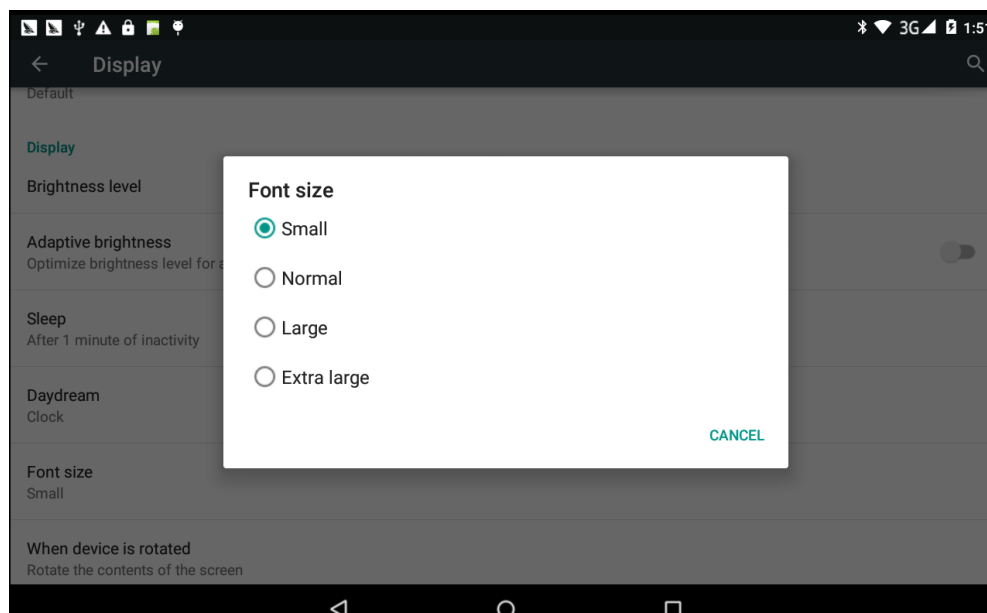 3G 1:51
Display
Default
Display
Brightness level
Adaptive brightness
Optimize brightness level for
Sleep
After 1 minute of inactivity
Daydream
Clock
Font size
Small
When device is rotated
Rotate the contents of the screen
Font size
Small
Normal
Large
Extra large
CANCEL